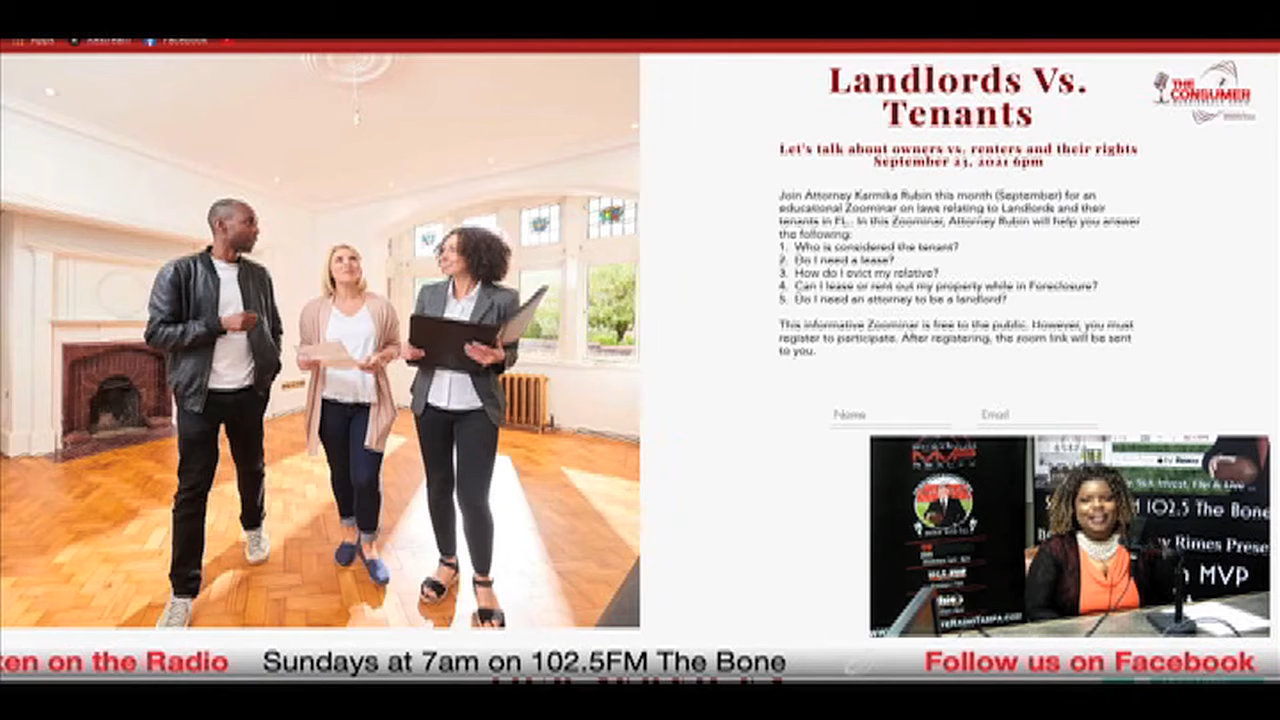 Apps
Facebook
Landlords Vs.
Tenants
THE
CONSUMER
Let's talk about owners vs. renters and their rights
September 23, 2021 6pm
Join Attorney Karmika Rubin this month (September) for an
educational Zoominar on laws relating to Landlords and their
tenants in FL. In this Zoominar, Attorney Rubin will help you answer
the following:
1. Who is considered the tenant?
2. Do I need a lease?
3. How do I evict my relative?
4. Can I lease or rent out my property while in Foreclosure?
5. Do I need an attorney to be a landlord?
This informative Zoominar is free to the public. However, you must
register to participate. After registering, the zoom link will be sent
to you.
Name
Email
MVP
102.5 The Bone
Rimes Prese
MVP
ken on the Radio
Sundays at 7am on 102.5FM The Bone
Follow us on Facebook